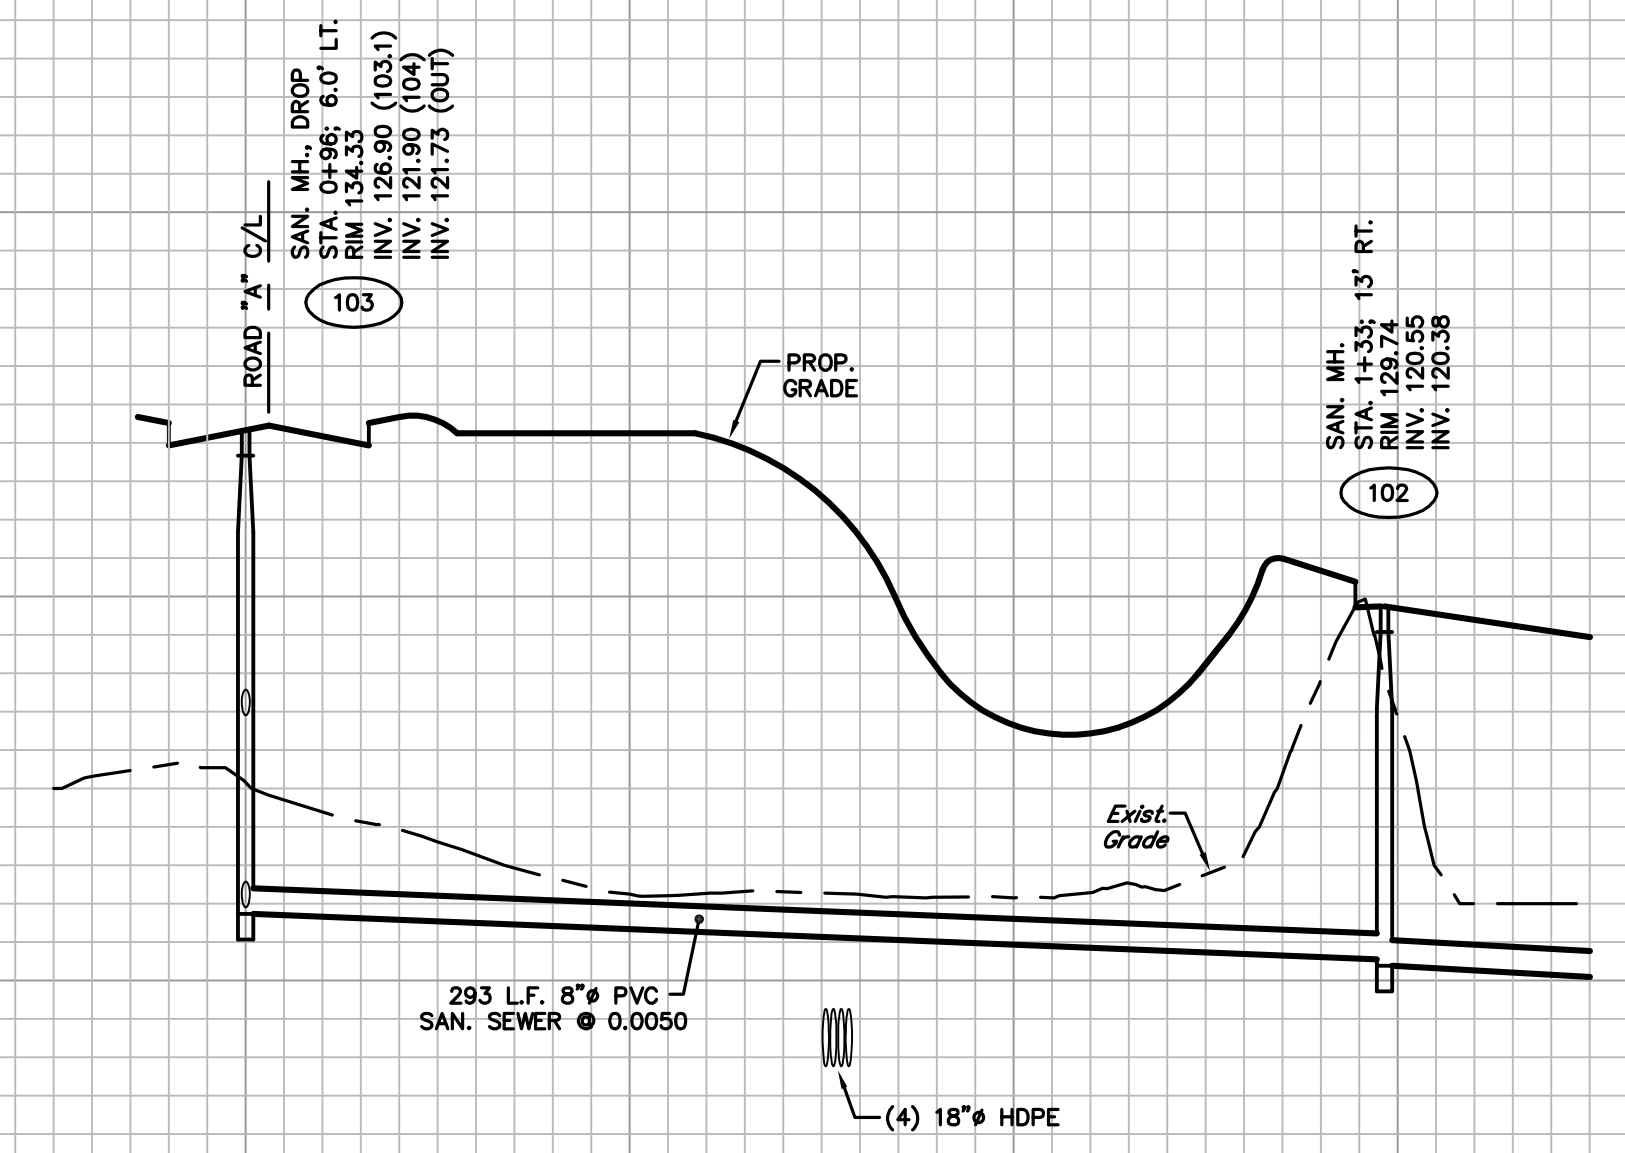 ROAD "A" C/L
SAN. MH., DROP
STA. 0+96; 6.0' LT.
RIM 134.33
INV. 126.90 (103.1)
INV. 121.90 (104)
INV. 121.73 (OUT)
103
PROP.
GRADE
SAN. MH.
STA. 1+33; 13' RT.
RIM 129.74
INV. 120.55
INV. 120.38
102
Exist.
Grade
293 L.F. 8"ø PVC
SAN. SEWER @ 0.0050
(4) 18"ø HDPE